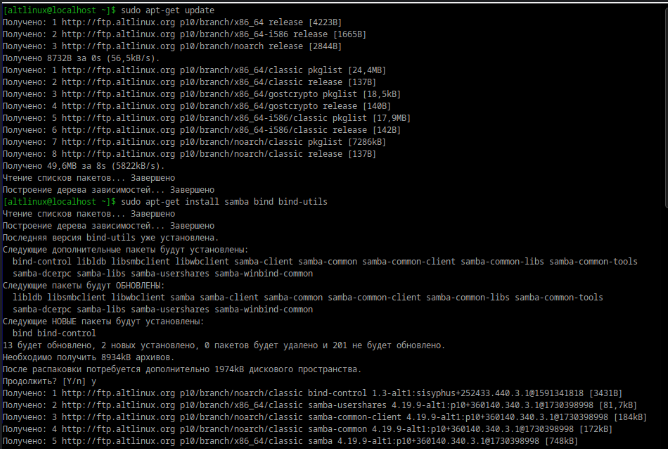 [altlinux@localhost ~]$ sudo apt-get update
Получено: 1 http://ftp.altlinux.org p10/branch/x86_64 release [4223B]
Получено: 2 http://ftp.altlinux.org p10/branch/x86_64-i586 release [1665B]
Получено: 3 http://ftp.altlinux.org p10/branch/noarch release [2844B]
Получено 8732B за 0s (56,5kB/s).
Получено: 1 http://ftp.altlinux.org p10/branch/x86_64/classic pkglist [24,4MB]
Получено: 2 http://ftp.altlinux.org p10/branch/x86_64/classic release [137B]
Получено: 3 http://ftp.altlinux.org p10/branch/x86_64/gostcrypto pkglist [18,5kB]
Получено: 4 http://ftp.altlinux.org p10/branch/x86_64/gostcrypto release [140B]
Получено: 5 http://ftp.altlinux.org p10/branch/x86_64-i586/classic pkglist [17,9MB]
Получено: 6 http://ftp.altlinux.org p10/branch/x86_64-i586/classic release [142B]
Получено: 7 http://ftp.altlinux.org p10/branch/noarch/classic pkglist [7286kB]
Получено: 8 http://ftp.altlinux.org p10/branch/noarch/classic release [137B]
Получено 49,6MB за 8s (5822kB/s).
Чтение списков пакетов... Завершено
Построение дерева зависимостей... Завершено
[altlinux@localhost ~]$ sudo apt-get install samba bind bind-utils
Чтение списков пакетов... Завершено
Построение дерева зависимостей... Завершено
Последняя версия bind-utils уже установлена.
Следующие дополнительные пакеты будут установлены:
bind-control libldb libsmbclient libwbclient samba-client samba-common samba-common-client samba-common-libs samba-common-tools
samba-dcerpc samba-libs samba-usershares samba-winbind-common
Следующие пакеты будут ОБНОВЛЕНЫ:
libldb libsmbclient libwbclient samba samba-client samba-common samba-common-client samba-common-libs samba-common-tools
samba-dcerpc samba-libs samba-usershares samba-winbind-common
Следующие НОВЫЕ пакеты будут установлены:
bind bind-control
13 будет обновлено, 2 новых установлено, 0 пакетов будет удалено и 201 не будет обновлено.
Необходимо получить 8934kB архивов.
После распаковки потребуется дополнительно 1974kB дискового пространства.
Продолжить? [Y/n] y
Получено: 1 http://ftp.altlinux.org p10/branch/noarch/classic bind-control 1.3-alt1:sisyphus+252433.440.3.1@1591341818 [3431B]
Получено: 2 http://ftp.altlinux.org p10/branch/x86_64/classic samba-usershares 4.19.9-alt1:p10+360140.340.3.1@1730398998 [81,7kB]
Получено: 3 http://ftp.altlinux.org p10/branch/noarch/classic samba-common-client 4.19.9-alt1:p10+360140.340.3.1@1730398998 [184kB]
Получено: 4 http://ftp.altlinux.org p10/branch/noarch/classic samba-common 4.19.9-alt1:p10+360140.340.3.1@1730398998 [172kB]
Получено: 5 http://ftp.altlinux.org p10/branch/x86_64/classic samba 4.19.9-alt1:p10+360140.340.3.1@1730398998 [748kB]